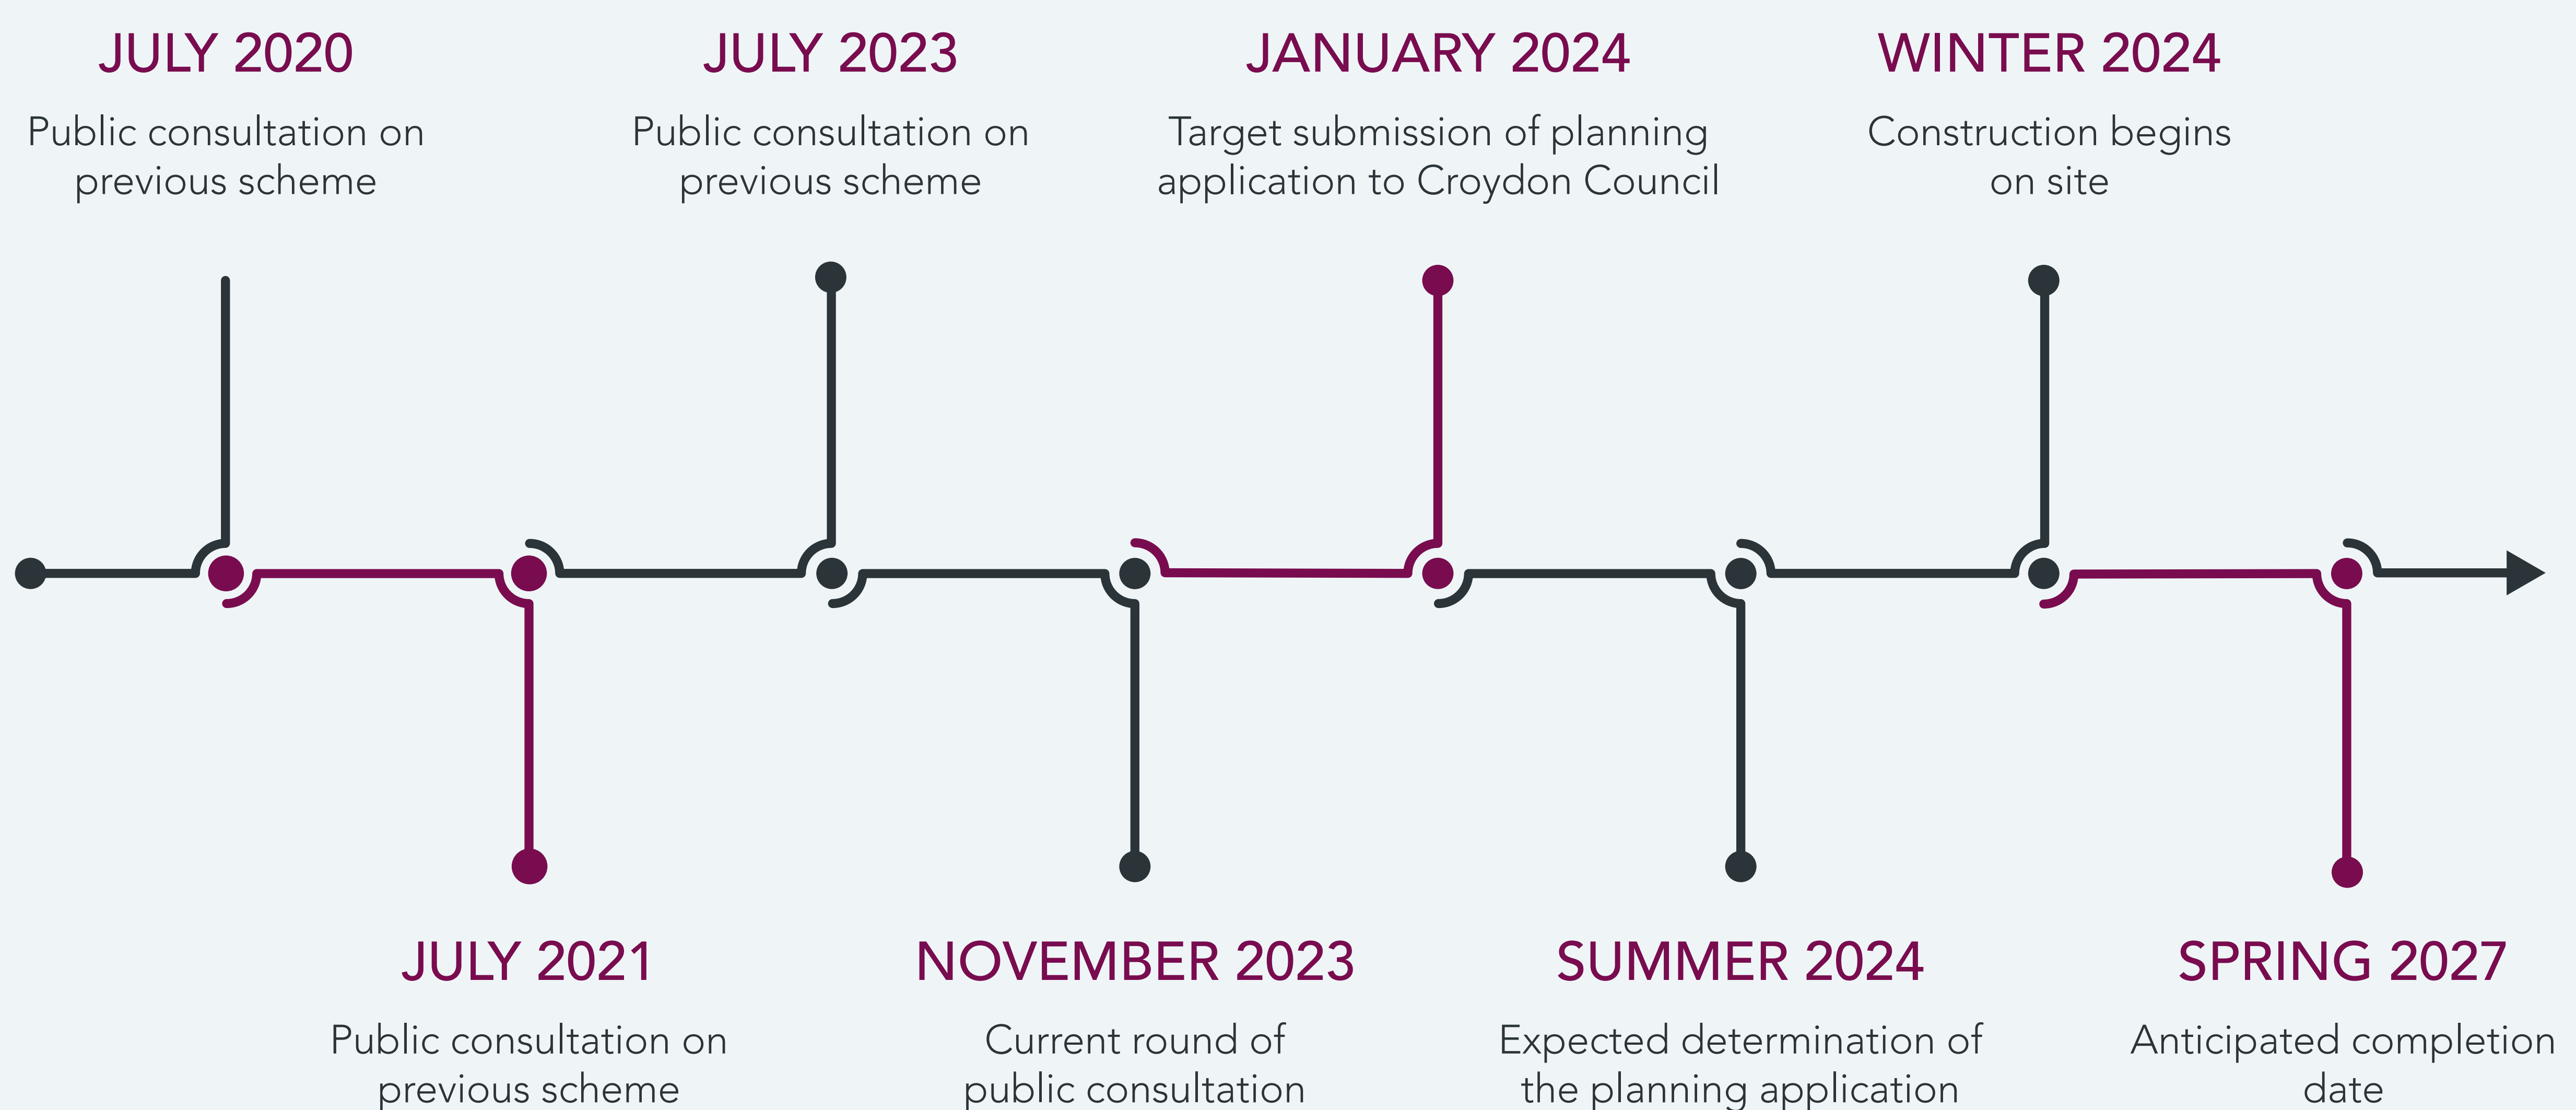 JULY 2020
Public consultation on
previous scheme
JULY 2023
Public consultation on
previous scheme
JANUARY 2024
Target submission of planning
application to Croydon Council
WINTER 2024
Construction begins
on site
JULY 2021
Public consultation on
previous scheme
NOVEMBER 2023
Current round of
public consultation
SUMMER 2024
Expected determination of
the planning application
SPRING 2027
Anticipated completion
date